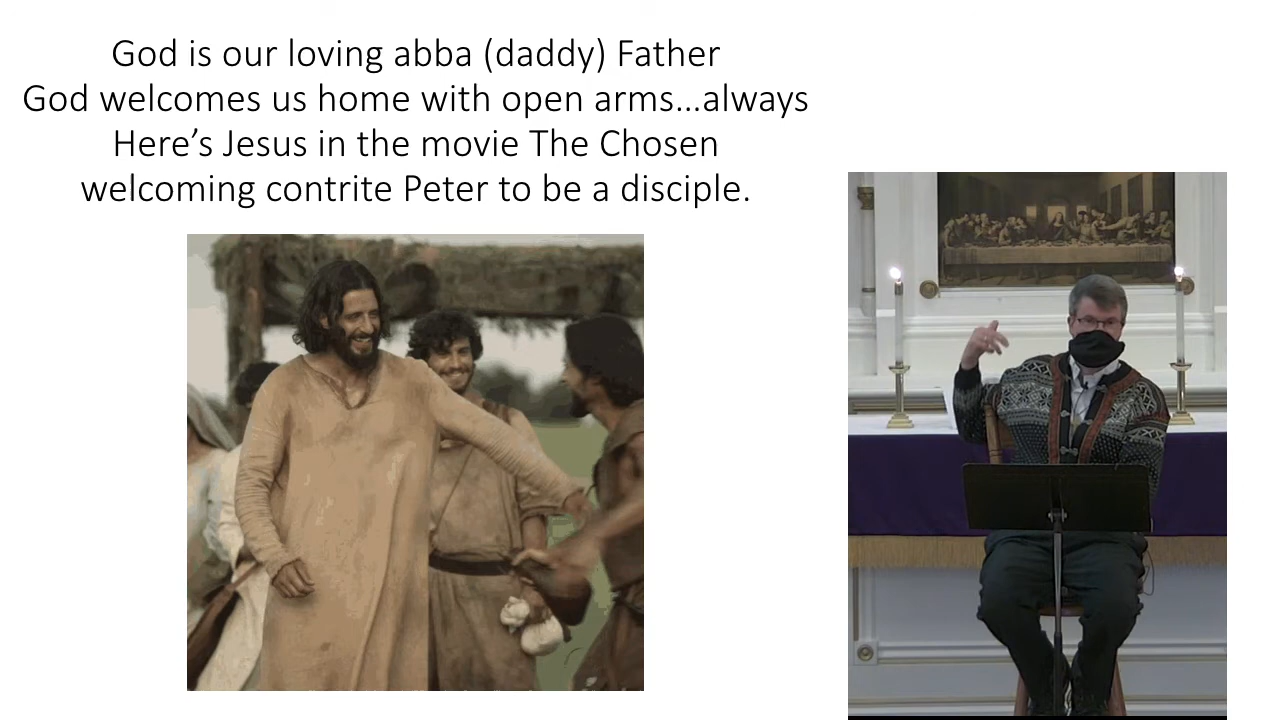 God is our loving abba (daddy) Father
God welcomes us home with open arms...always
Here’s Jesus in the movie The Chosen
welcoming contrite Peter to be a disciple.